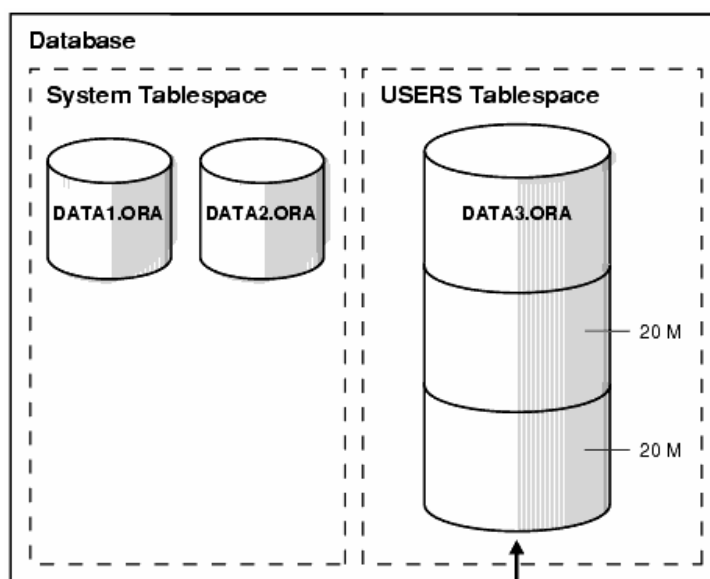 Database
System Tablespace
USERS Tablespace
DATA1.ORA
DATA2.ORA
DATA3.ORA
20 M
20 M